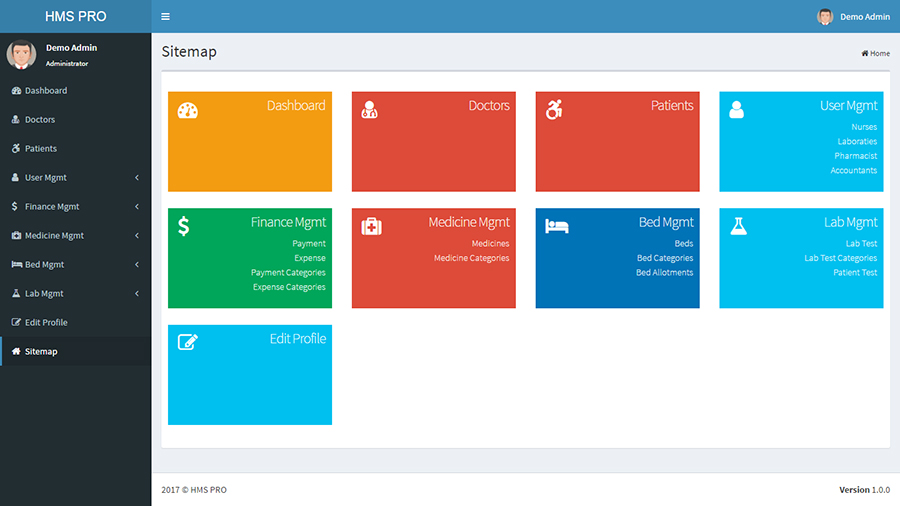 HMS PRO
Demo Admin
Demo Admin
Administrator
Dashboard
Doctors
Patients
User Mgmt
Finance Mgmt
Medicine Mgmt
Bed Mgmt
Lab Mgmt
Edit Profile
Sitemap
Sitemap
Home
Dashboard
Doctors
Patients
User Mgmt
Nurses
Laboraties
Pharmacist
Accountants
Finance Mgmt
Payment
Expense
Payment Categories
Expense Categories
Medicine Mgmt
Medicines
Medicine Categories
Bed Mgmt
Beds
Bed Categories
Bed Allotments
Lab Mgmt
Lab Test
Lab Test Categories
Patient Test
Edit Profile
2017 © HMS PRO
Version 1.0.0